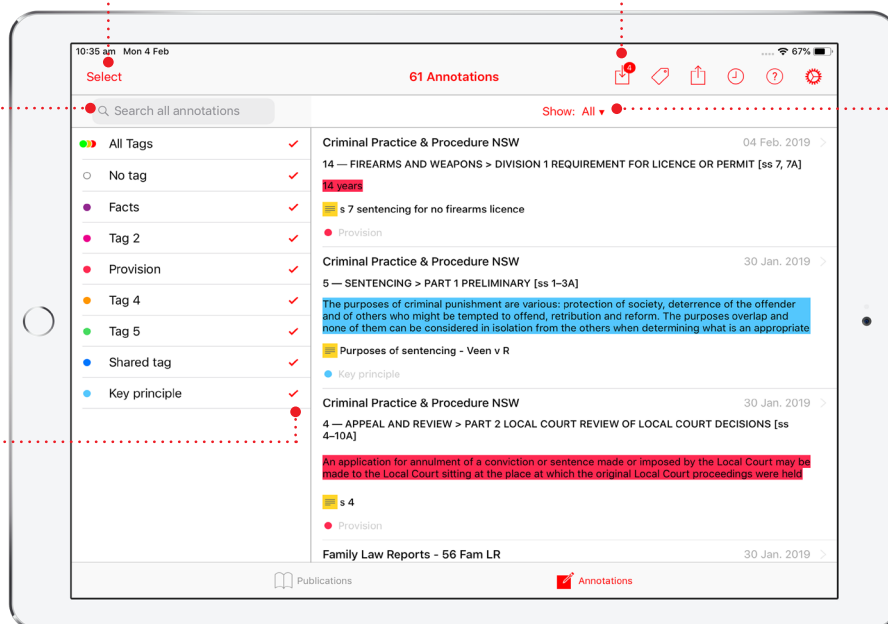 10:35 am Mon 4 Feb
67%
Select
61 Annotations
4
?
Search all annotations
Show: All
All Tags
No tag
Facts
Tag 2
Provision
Tag 4
Tag 5
Shared tag
Key principle
Criminal Practice & Procedure NSW
04 Feb. 2019
14 — FIREARMS AND WEAPONS > DIVISION 1 REQUIREMENT FOR LICENCE OR PERMIT [ss 7, 7A]
14 years
s 7 sentencing for no firearms licence
Provision
Criminal Practice & Procedure NSW
30 Jan. 2019
5 — SENTENCING > PART 1 PRELIMINARY [ss 1–3A]
The purposes of criminal punishment are various: protection of society, deterrence of the offender
and of others who might be tempted to offend, retribution and reform. The purposes overlap and
none of them can be considered in isolation from the others when determining what is an appropriate
Purposes of sentencing - Veen v R
Key principle
Criminal Practice & Procedure NSW
30 Jan. 2019
4 — APPEAL AND REVIEW > PART 2 LOCAL COURT REVIEW OF LOCAL COURT DECISIONS [ss
4–10A]
An application for annulment of a conviction or sentence made or imposed by the Local Court may be
made to the Local Court sitting at the place at which the original Local Court proceedings were held
s 4
Provision
Family Law Reports - 56 Fam LR
30 Jan. 2019
Publications
Annotations